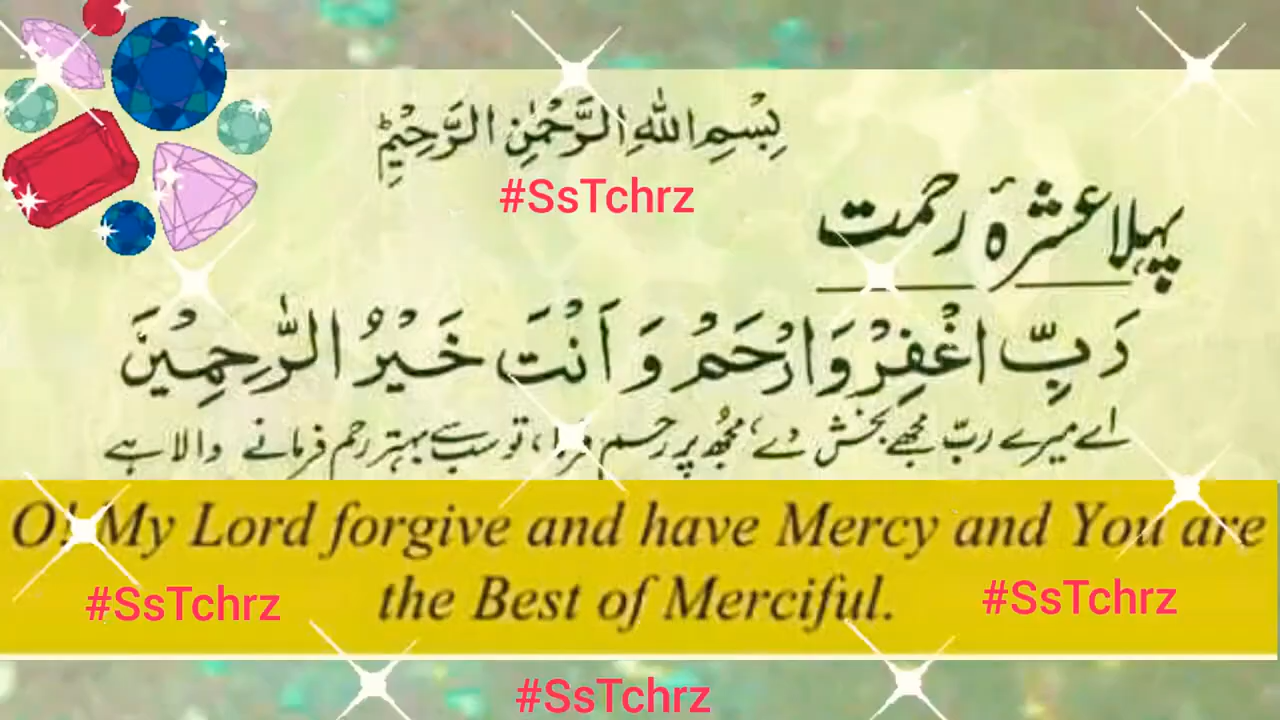 بِسْمِ اللهِ الرَّحْمٰنِ الرَّحِيْمِ
#SsTchrz
پہلا عشرۂ رحمت
رَبِّ اغْفِرْ وَارْحَمْ وَ اَنْتَ خَيْرُ الرّٰحِمِيْنَ
اے میرے ربّ مجھے بخش دے، مجھ پر رحم فرما، تو سب سے بہتر رحم فرمانے والا ہے
O! My Lord forgive and have Mercy and You are
the Best of Merciful.
#SsTchrz
#SsTchrz
#SsTchrz